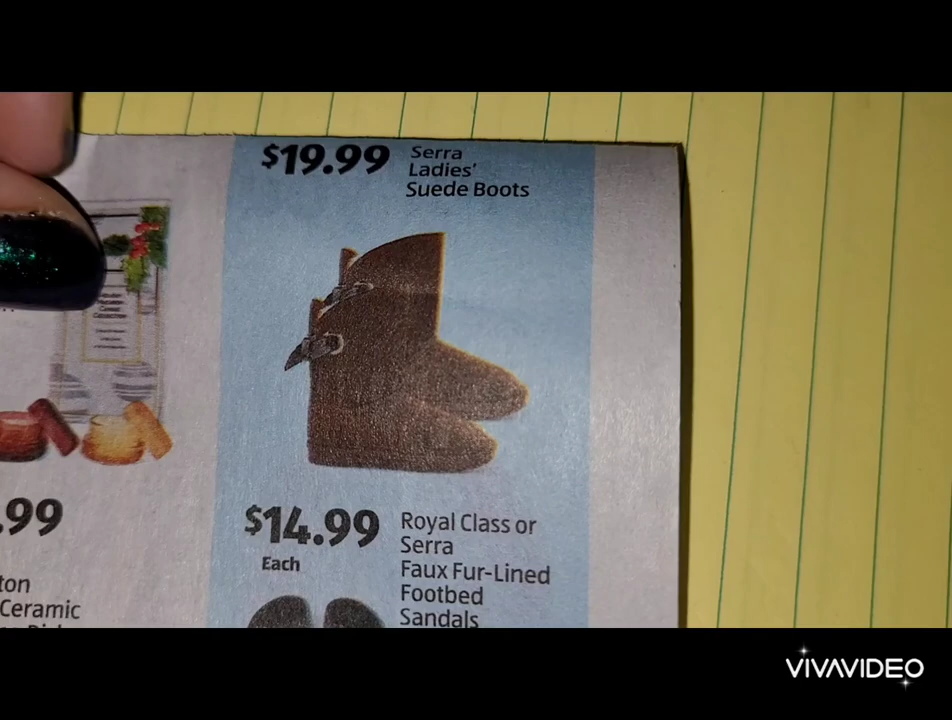 $19.99
Serra
Ladies'
Suede Boots
.99
$14.99
Each
Royal Class or
Serra
Faux Fur-Lined
Footbed
Sandals
ton
Ceramic
VIVAVIDEO